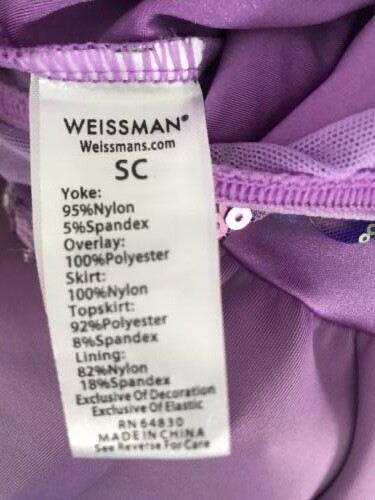 WEISSMAN®
Weissmans.com
SC
Yoke:
95%Nylon
5%Spandex
Overlay:
100%Polyester
Skirt:
100%Nylon
Topskirt:
92%Polyester
8%Spandex
Lining:
82%Nylon
18%Spandex
Exclusive Of Decoration
Exclusive Of Elastic
RN 64830
MADE IN CHINA
See Reverse For Care